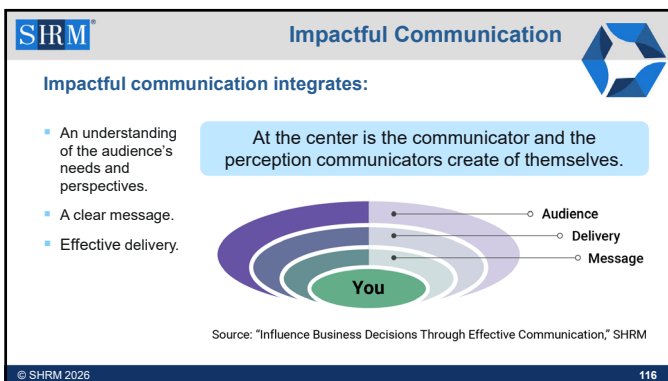 SHRM®
Impactful Communication
Impactful communication integrates:
▪ An understanding
of the audience's
needs and
perspectives.
▪ A clear message.
▪ Effective delivery.
At the center is the communicator and the
perception communicators create of themselves.
Audience
Delivery
Message
You
Source: "Influence Business Decisions Through Effective Communication," SHRM
© SHRM 2026
116